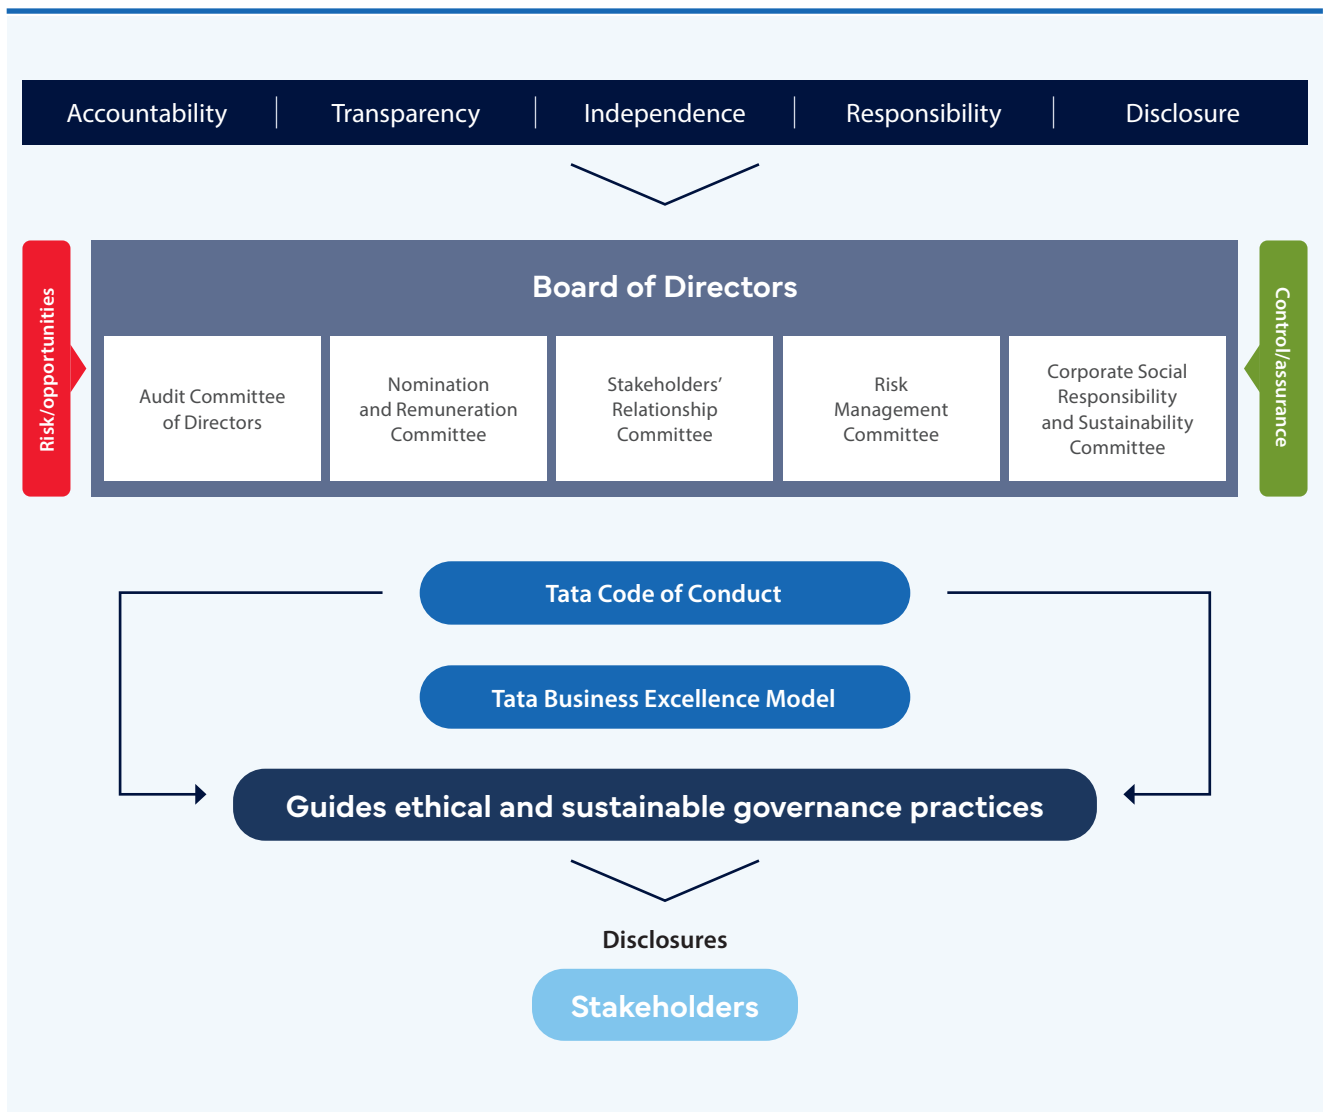 Accountability
Transparency
Independence
Responsibility
Disclosure
Risk/opportunities
Board of Directors
Audit Committee
of Directors
Nomination
and Remuneration
Committee
Stakeholders’
Relationship
Committee
Risk
Management
Committee
Corporate Social
Responsibility
and Sustainability
Committee
Control/assurance
Tata Code of Conduct
Tata Business Excellence Model
Guides ethical and sustainable governance practices
Disclosures
Stakeholders